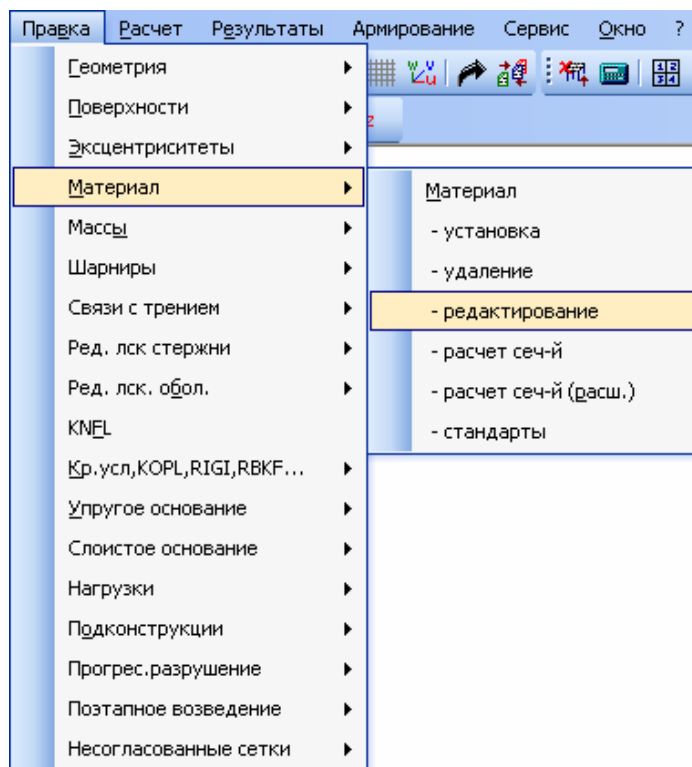 Правка Расчет Результаты Армирование Сервис Окно ?
Геометрия
Поверхности
z
Эксцентриситеты
Материал
Материал
Массы
- установка
Шарниры
- удаление
Связи с трением
- редактирование
Ред. лск стержни
- расчет сеч-й
Ред. лск. обол.
- расчет сеч-й (расш.)
KNFL
- стандарты
Кр.усл,KOPL,RIGI,RBKF...
Упругое основание
Слоистое основание
Нагрузки
Подконструкции
Прогрес.разрушение
Поэтапное возведение
Несогласованные сетки